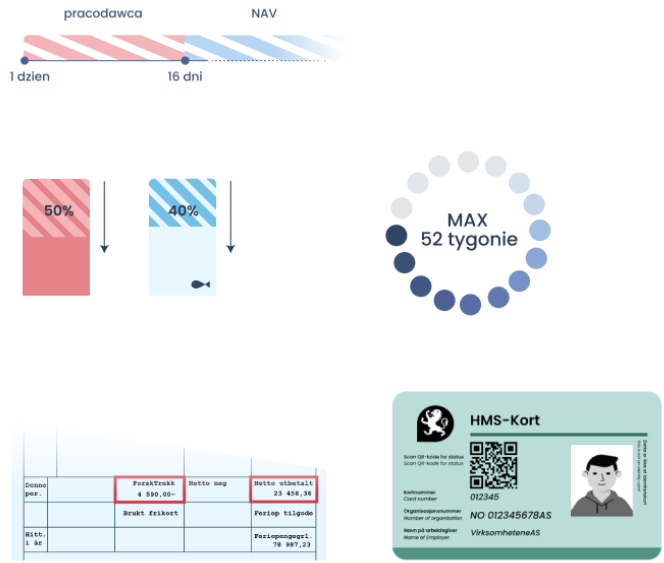 pracodawca
NAV
1 dzien
16 dni
50%
40%
MAX
52 tygonie
Denne
per.
ForskTrekk
4 590,00-
Netto neg
Netto utbetalt
23 456,36
Brukt frikort
Feriep tilgode
Hitt.
i år
Feriepengegrl.
78 987,23
HMS-Kort
Scan QR-kode for status
Scan QR-code for status
Kortnummer
Card number
012345
Organisasjonsnummer
Number of organization
NO 012345678AS
Navn på arbeidsgiver
Name of Employer
VirksomheteneAS